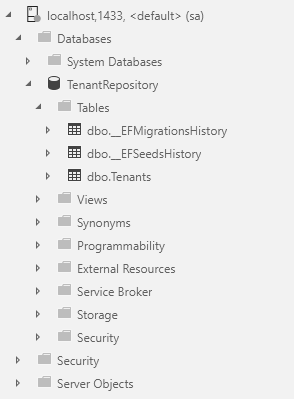 localhost,1433, <default> (sa)
Databases
System Databases
TenantRepository
Tables
dbo.__EFMigrationsHistory
dbo.__EFSeedsHistory
dbo.Tenants
Views
Synonyms
Programmability
External Resources
Service Broker
Storage
Security
Security
Server Objects